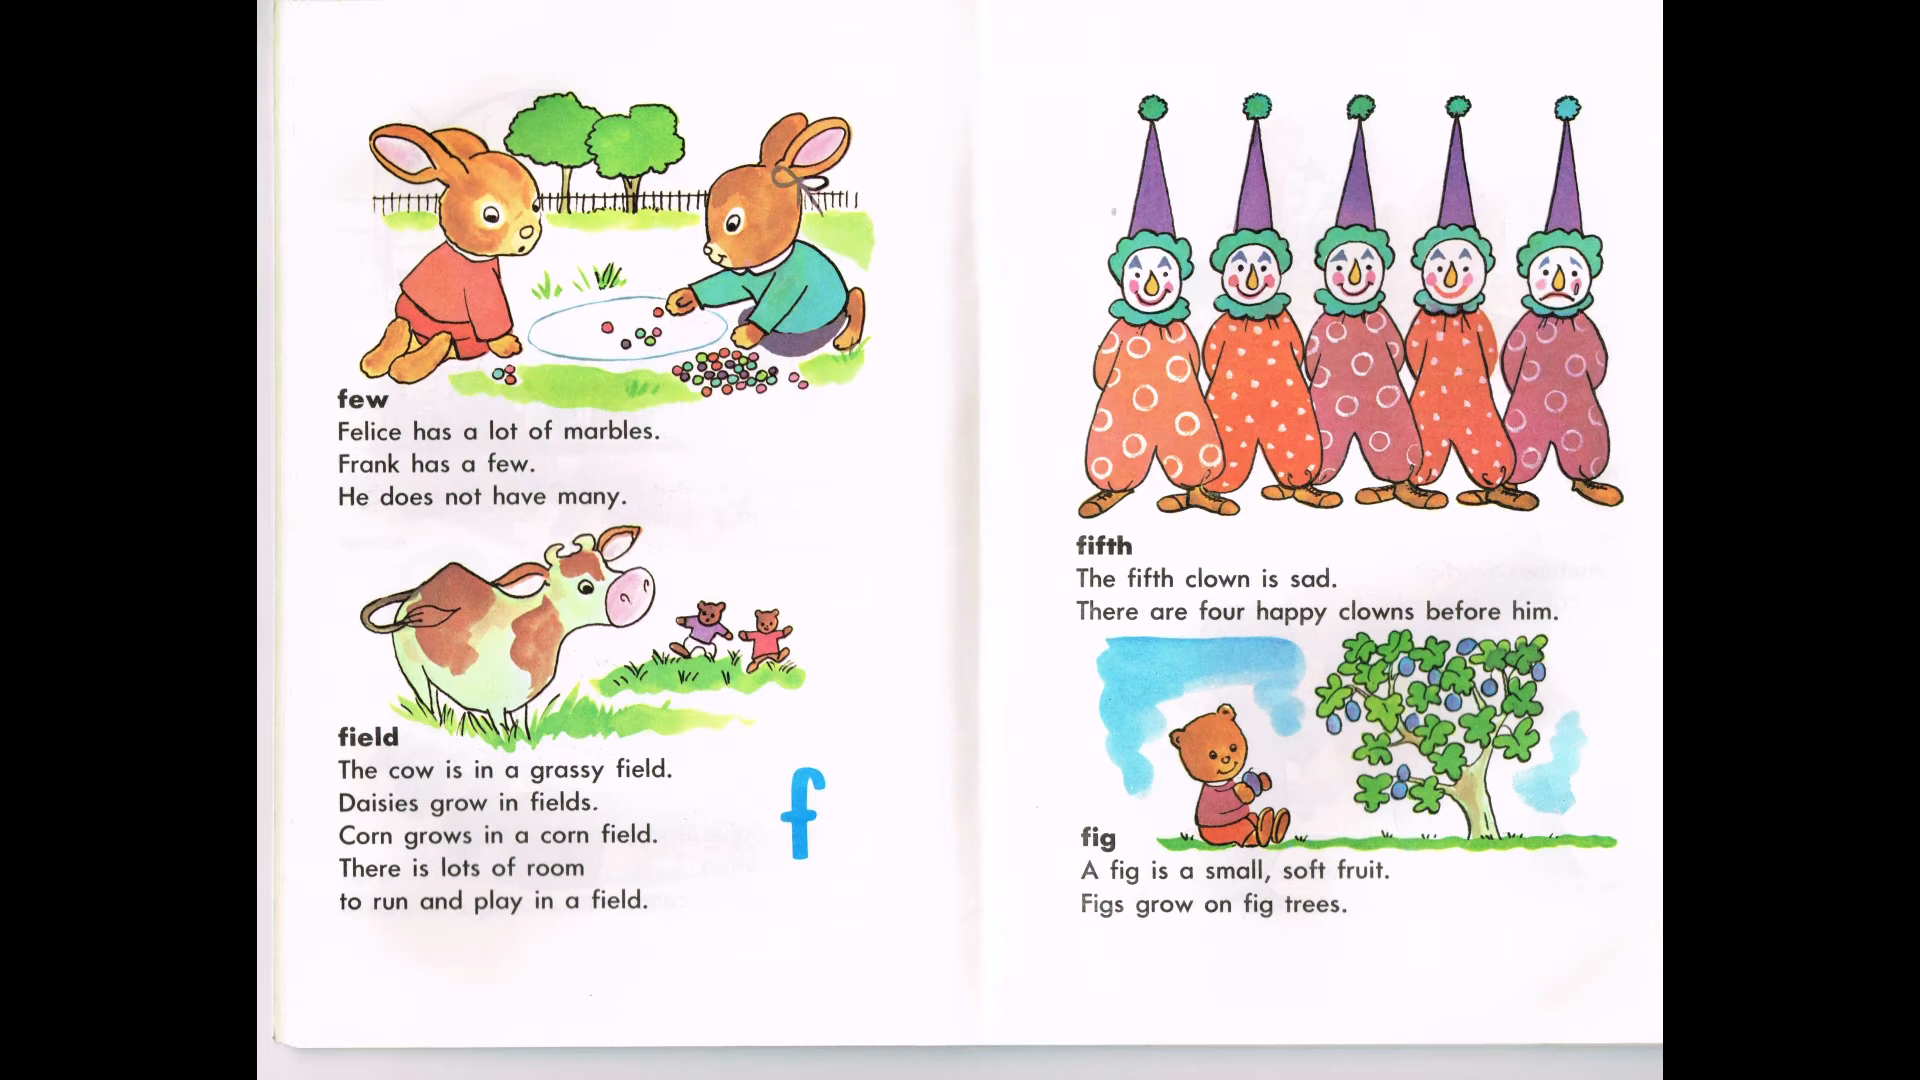 few
Felice has a lot of marbles.
Frank has a few.
He does not have many.
field
The cow is in a grassy field.
Daisies grow in fields.
Corn grows in a corn field.
There is lots of room
to run and play in a field.
f
fifth
The fifth clown is sad.
There are four happy clowns before him.
fig
A fig is a small, soft fruit.
Figs grow on fig trees.